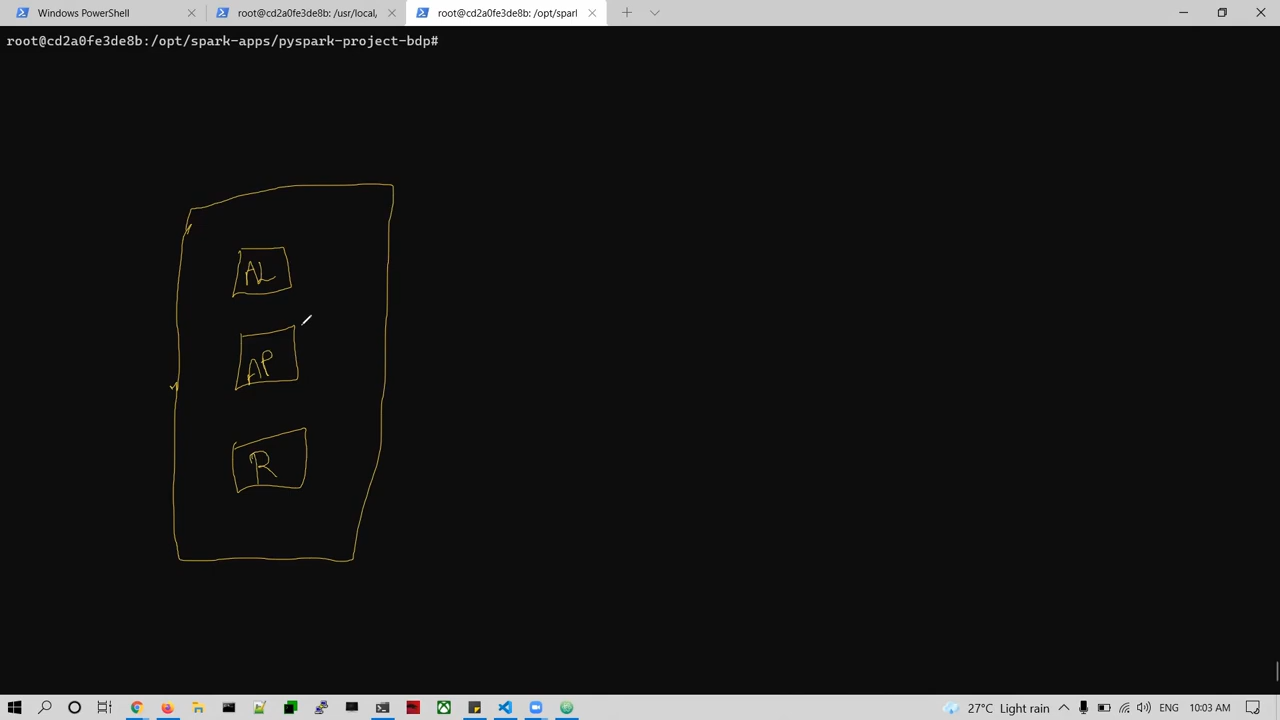 Windows PowerShell
root@cd2a0fe3de8b: /usr/local,
root@cd2a0fe3de8b: /opt/sparl
root@cd2a0fe3de8b:/opt/spark-apps/pyspark-project-bdp#
AL
AP
R
27°C Light rain
ENG
10:03 AM